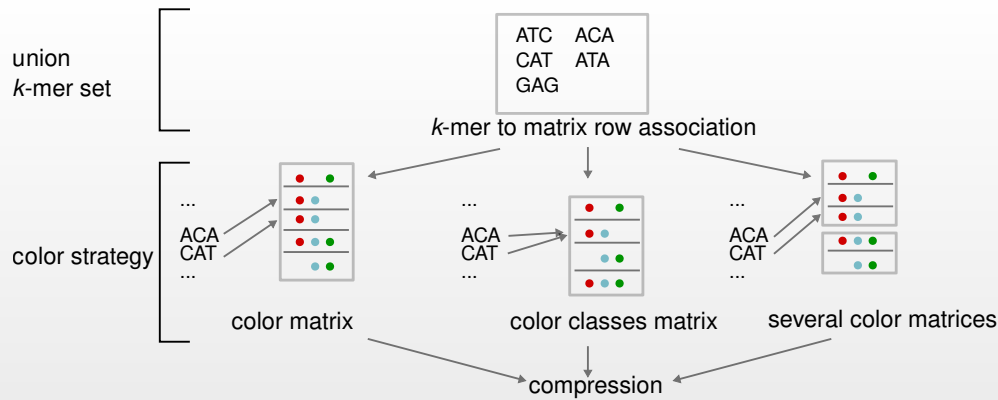 union
k-mer set
ATC ACA
CAT ATA
GAG
k-mer to matrix row association
color strategy
...
ACA
CAT
...
color matrix
...
ACA
CAT
...
color classes matrix
...
ACA
CAT
...
several color matrices
compression